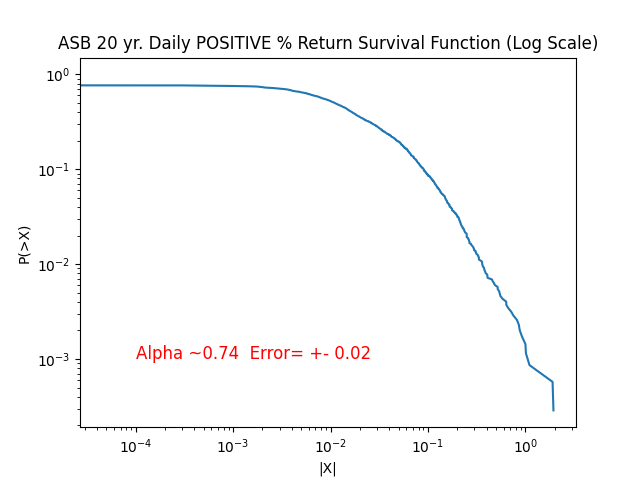 ASB 20 yr. Daily POSITIVE % Return Survival Function (Log Scale)
10⁰
10⁻¹
P(>X)
10⁻²
Alpha ~0.74  Error= +- 0.02
10⁻³
10⁻⁴ 10⁻³ 10⁻² 10⁻¹ 10⁰
|X|